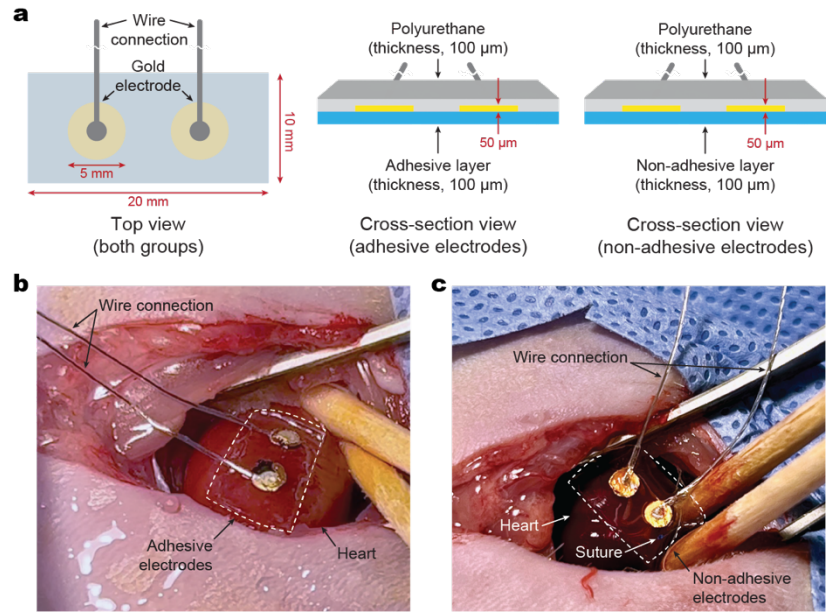 a
Wire
connection
Gold
electrode
10 mm
5 mm
20 mm
Top view
(both groups)
Polyurethane
(thickness, 100 µm)
50 µm
Adhesive layer
(thickness, 100 µm)
Cross-section view
(adhesive electrodes)
Polyurethane
(thickness, 100 µm)
50 µm
Non-adhesive layer
(thickness, 100 µm)
Cross-section view
(non-adhesive electrodes)
b
Wire connection
Adhesive
electrodes
Heart
c
Wire connection
Heart
Suture
Non-adhesive
electrodes